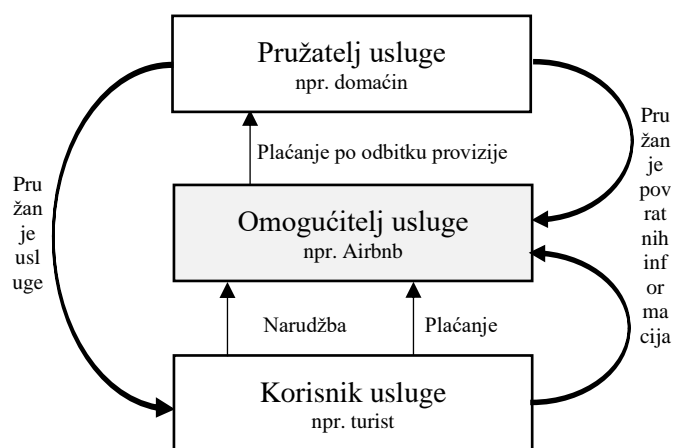 Pružatelj usluge
npr. domaćin
Plaćanje po odbitku provizije
Pru
žan
je
usl
uge
Omogućitelj usluge
npr. Airbnb
Pru
žan
je
pov
rat
nih
inf
or
ma
cija
Narudžba
Plaćanje
Korisnik usluge
npr. turist